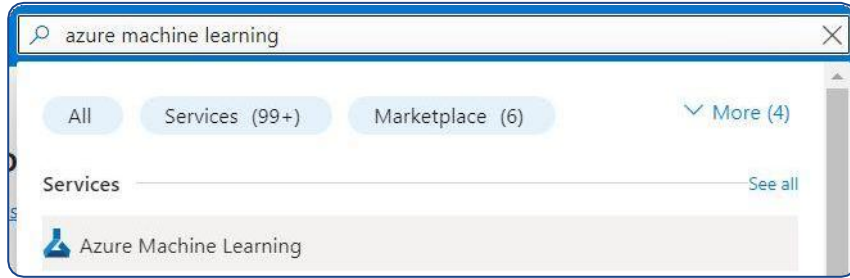 azure machine learning
All Services (99+) Marketplace (6) More (4)
Services See all
Azure Machine Learning